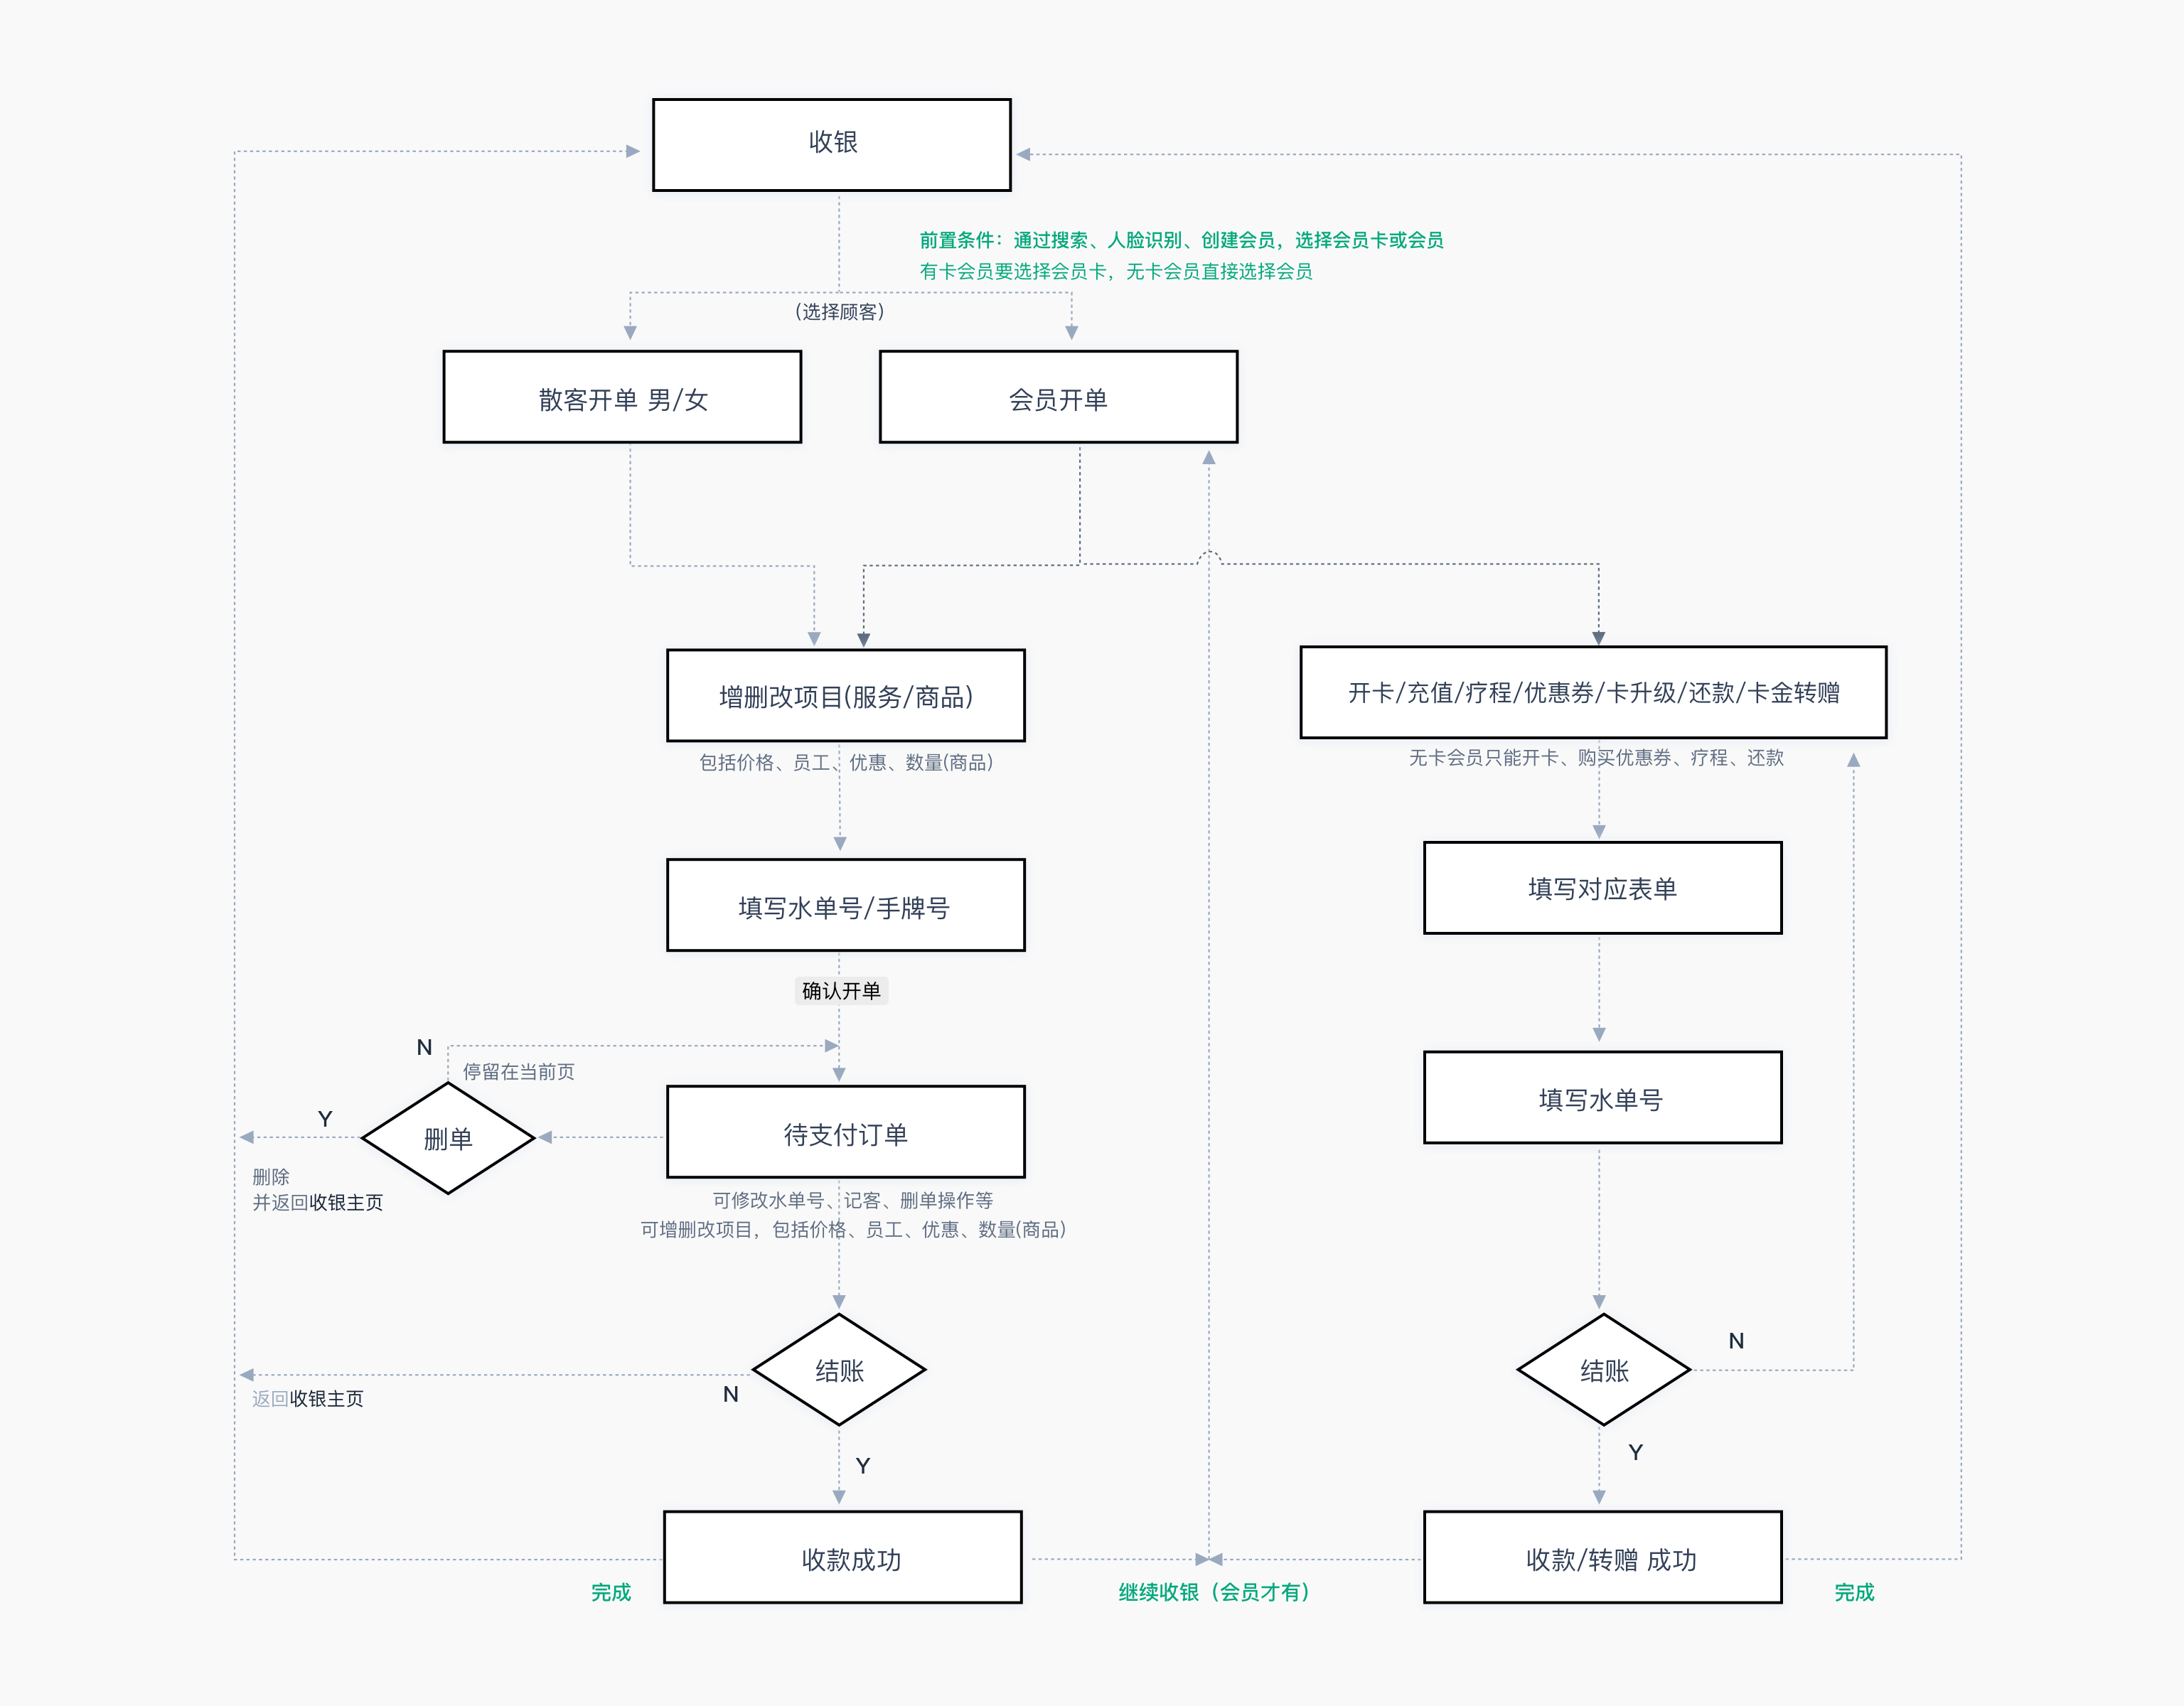 收银
前置条件：通过搜索、人脸识别、创建会员，选择会员卡或会员
有卡会员要选择会员卡，无卡会员直接选择会员
(选择顾客)
散客开单 男/女
会员开单
增删改项目(服务/商品)
包括价格、员工、优惠、数量(商品)
开卡/充值/疗程/优惠券/卡升级/还款/卡金转赠
无卡会员只能开卡、购买优惠券、疗程、还款
填写水单号/手牌号
填写对应表单
确认开单
N
停留在当前页
Y
删单
删除
并返回收银主页
待支付订单
可修改水单号、记客、删单操作等
可增删改项目，包括价格、员工、优惠、数量(商品)
填写水单号
结账
N
返回收银主页
Y
结账
N
Y
收款成功
完成
继续收银（会员才有）
收款/转赠 成功
完成